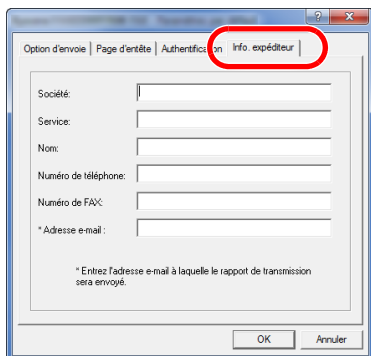 Option d'envoie Page d'entête Authentification Info. expéditeur
Société:
Service:
Nom:
Numéro de téléphone:
Numéro de FAX:
* Adresse e-mail :
* Entrez l'adresse e-mail à laquelle le rapport de transmission
sera envoyé.
OK Annuler